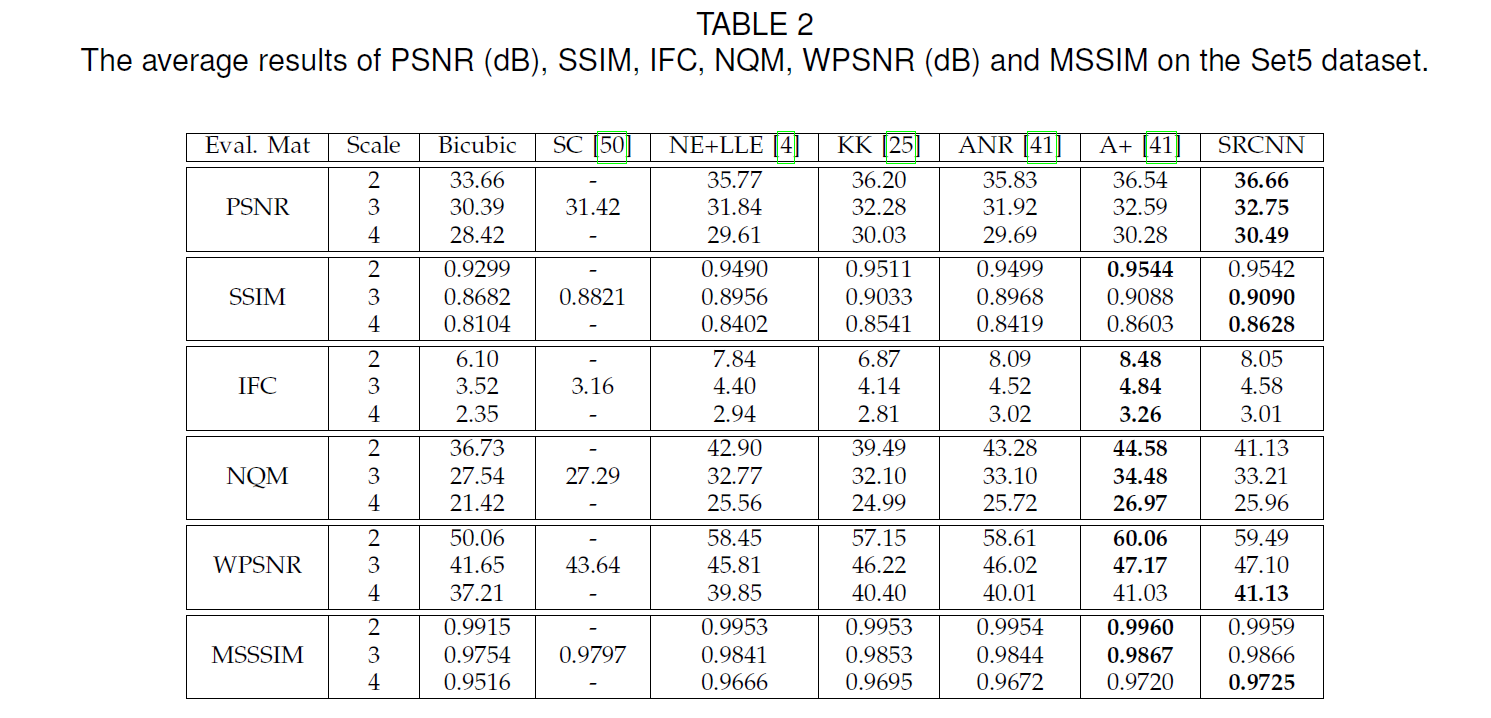 TABLE 2
The average results of PSNR (dB), SSIM, IFC, NQM, WPSNR (dB) and MSSIM on the Set5 dataset.
Eval. Mat Scale Bicubic SC [50] NE+LLE [4] KK [25] ANR [41] A+ [41] SRCNN
2 33.66 - 35.77 36.20 35.83 36.54 36.66
PSNR 3 30.39 31.42 31.84 32.28 31.92 32.59 32.75
4 28.42 - 29.61 30.03 29.69 30.28 30.49
2 0.9299 - 0.9490 0.9511 0.9499 0.9544 0.9542
SSIM 3 0.8682 0.8821 0.8956 0.9033 0.8968 0.9088 0.9090
4 0.8104 - 0.8402 0.8541 0.8419 0.8603 0.8628
2 6.10 - 7.84 6.87 8.09 8.48 8.05
IFC 3 3.52 3.16 4.40 4.14 4.52 4.84 4.58
4 2.35 - 2.94 2.81 3.02 3.26 3.01
2 36.73 - 42.90 39.49 43.28 44.58 41.13
NQM 3 27.54 27.29 32.77 32.10 33.10 34.48 33.21
4 21.42 - 25.56 24.99 25.72 26.97 25.96
2 50.06 - 58.45 57.15 58.61 60.06 59.49
WPSNR 3 41.65 43.64 45.81 46.22 46.02 47.17 47.10
4 37.21 - 39.85 40.40 40.01 41.03 41.13
2 0.9915 - 0.9953 0.9953 0.9954 0.9960 0.9959
MSSSIM 3 0.9754 0.9797 0.9841 0.9853 0.9844 0.9867 0.9866
4 0.9516 - 0.9666 0.9695 0.9672 0.9720 0.9725